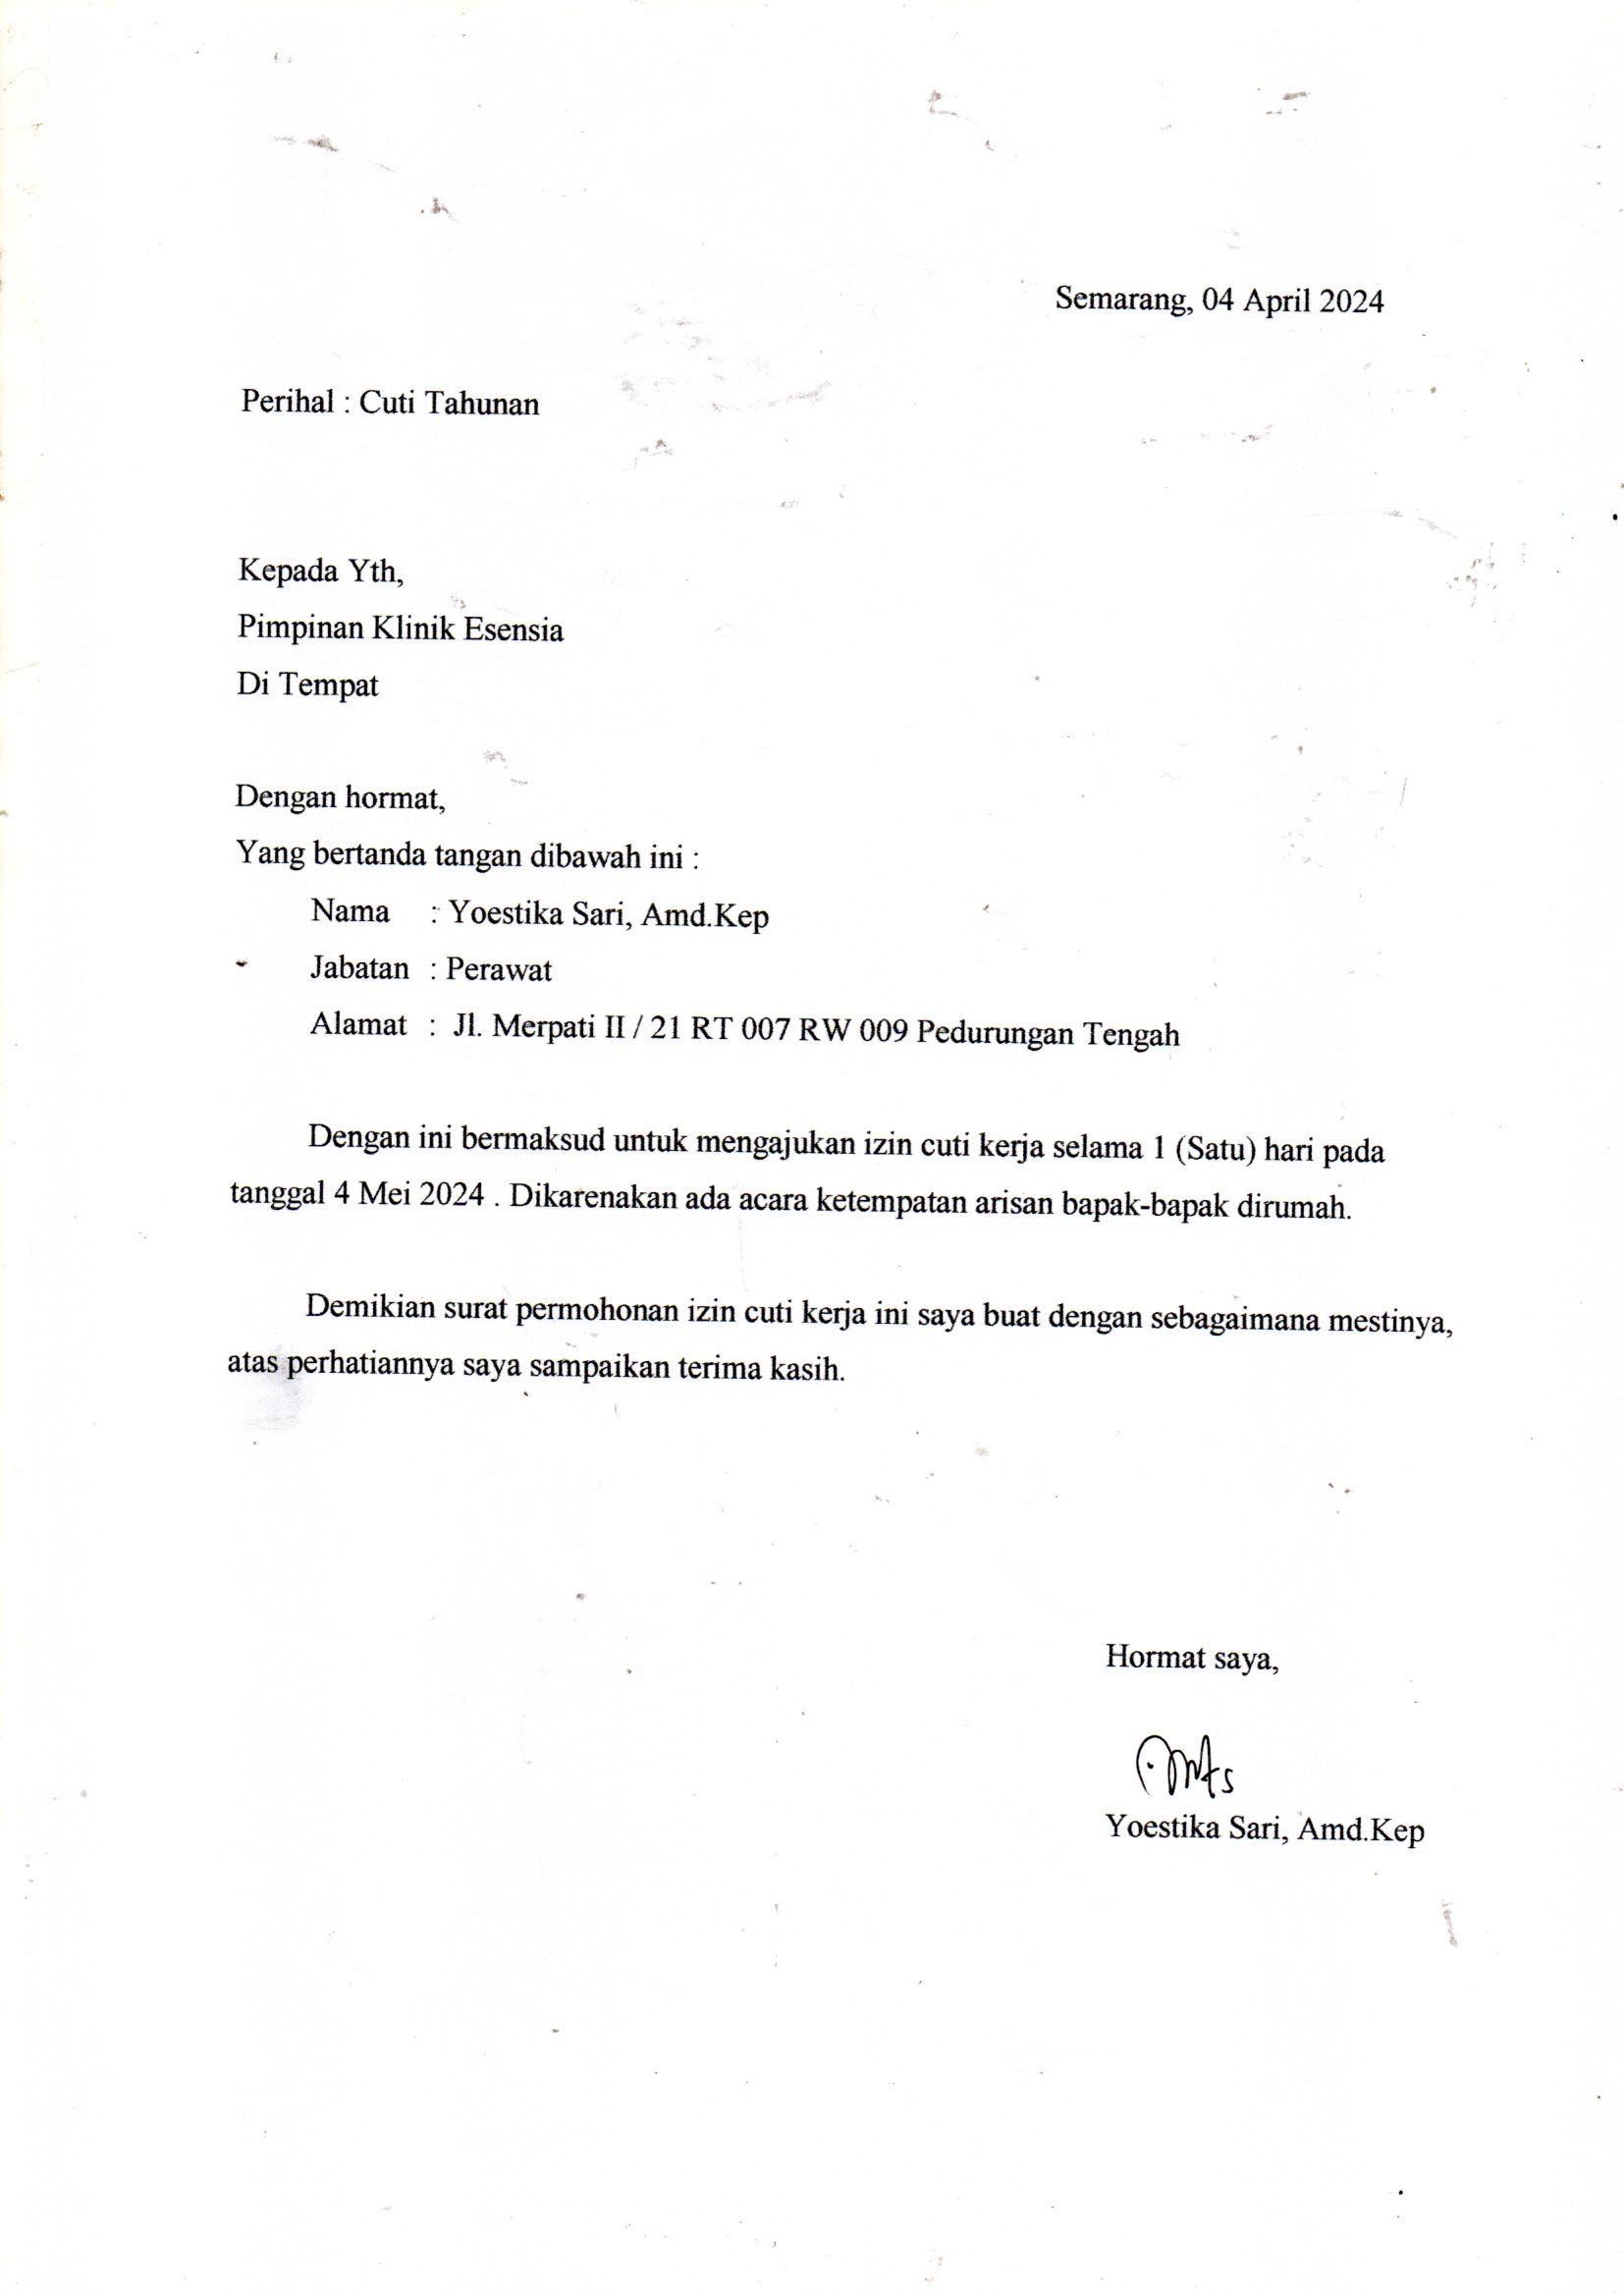 Semarang, 04 April 2024
Perihal : Cuti Tahunan
Kepada Yth,
Pimpinan Klinik Esensia
Di Tempat
Dengan hormat,
Yang bertanda tangan dibawah ini :
Nama : Yoestika Sari, Amd.Kep
Jabatan : Perawat
Alamat : Jl. Merpati II / 21 RT 007 RW 009 Pedurungan Tengah
Dengan ini bermaksud untuk mengajukan izin cuti kerja selama 1 (Satu) hari pada
tanggal 4 Mei 2024 . Dikarenakan ada acara ketempatan arisan bapak-bapak dirumah.
Demikian surat permohonan izin cuti kerja ini saya buat dengan sebagaimana mestinya,
atas perhatiannya saya sampaikan terima kasih.
Hormat saya,
Yoestika Sari, Amd.Kep